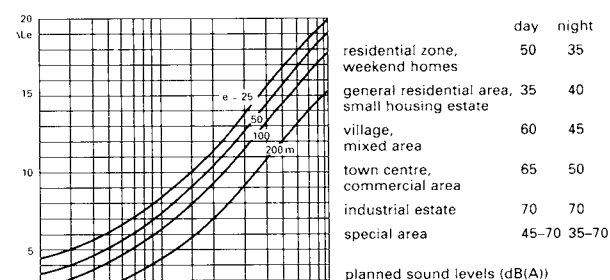 20
ΔLe
15
10
5
e - 25
50
100
200 m
day night
residential zone, 50 35
weekend homes
general residential area, 35 40
small housing estate
village, 60 45
mixed area
town centre, 65 50
commercial area
industrial estate 70 70
special area 45–70 35–70
planned sound levels (dB(A))